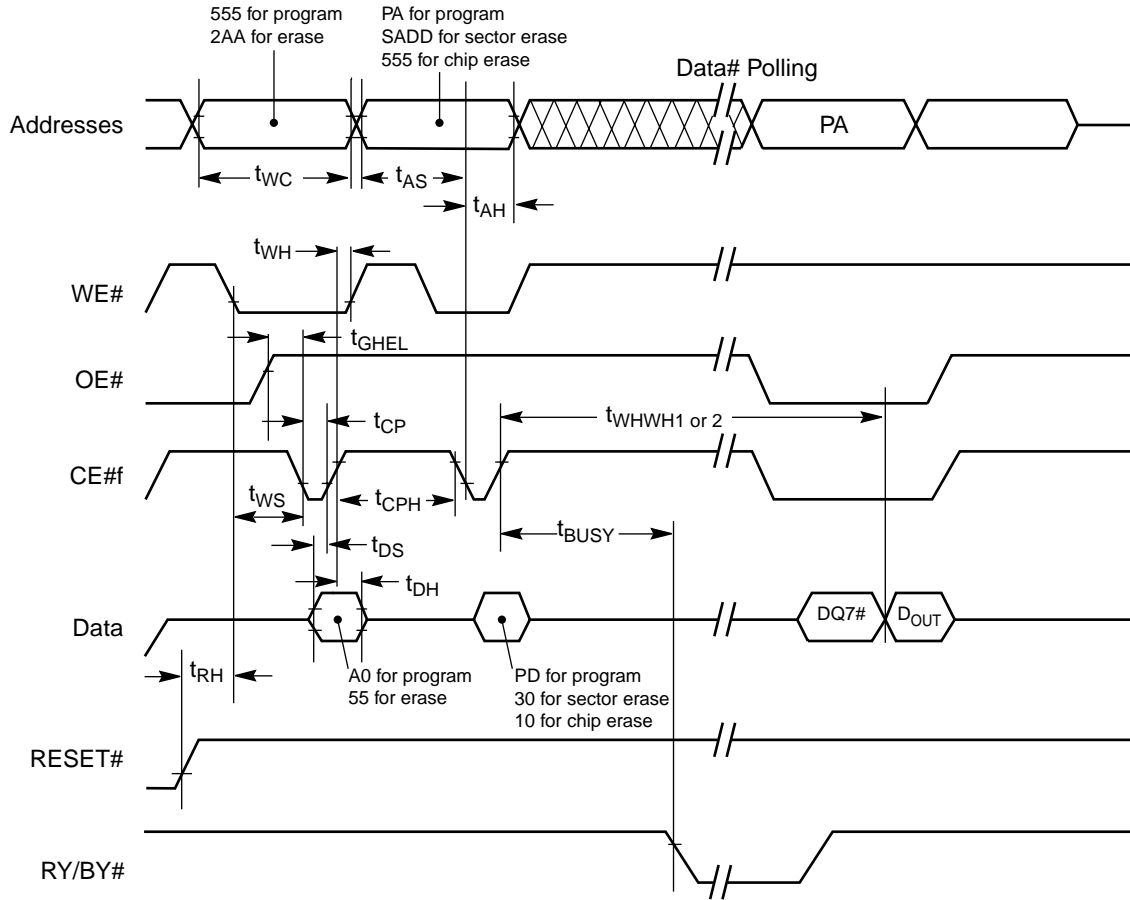 555 for program
2AA for erase
PA for program
SADD for sector erase
555 for chip erase
Data# Polling
Addresses
PA
tWC
tAS
tAH
tWH
WE#
tGHEL
OE#
tWHWH1 or 2
tCP
CE#f
tWS
tCPH
tBUSY
tDS
tDH
Data
DQ7#
DOUT
tRH
A0 for program
55 for erase
PD for program
30 for sector erase
10 for chip erase
RESET#
RY/BY#